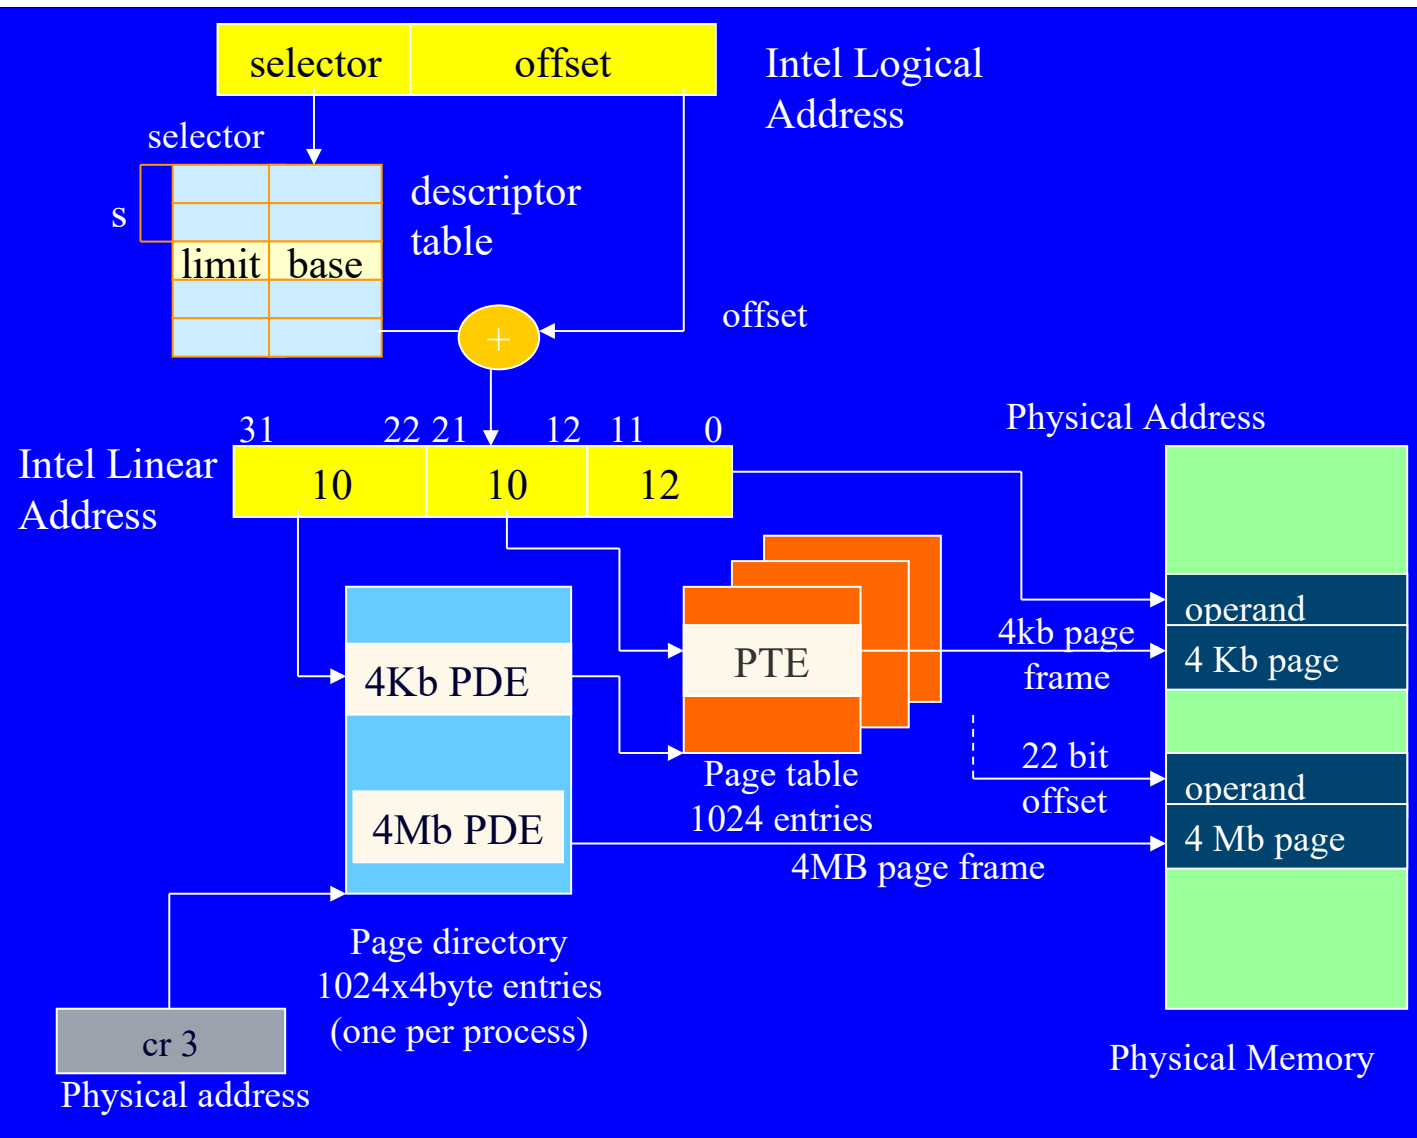 selector
offset
Intel Logical
Address
selector
s
descriptor
table
limit
base
offset
+
31
22
21
12
11
0
Intel Linear
Address
10
10
12
Physical Address
operand
4kb page
frame
4 Kb page
4Kb PDE
PTE
Page table
1024 entries
22 bit
offset
operand
4Mb PDE
4 Mb page
4MB page frame
Page directory
1024x4byte entries
(one per process)
cr 3
Physical address
Physical Memory